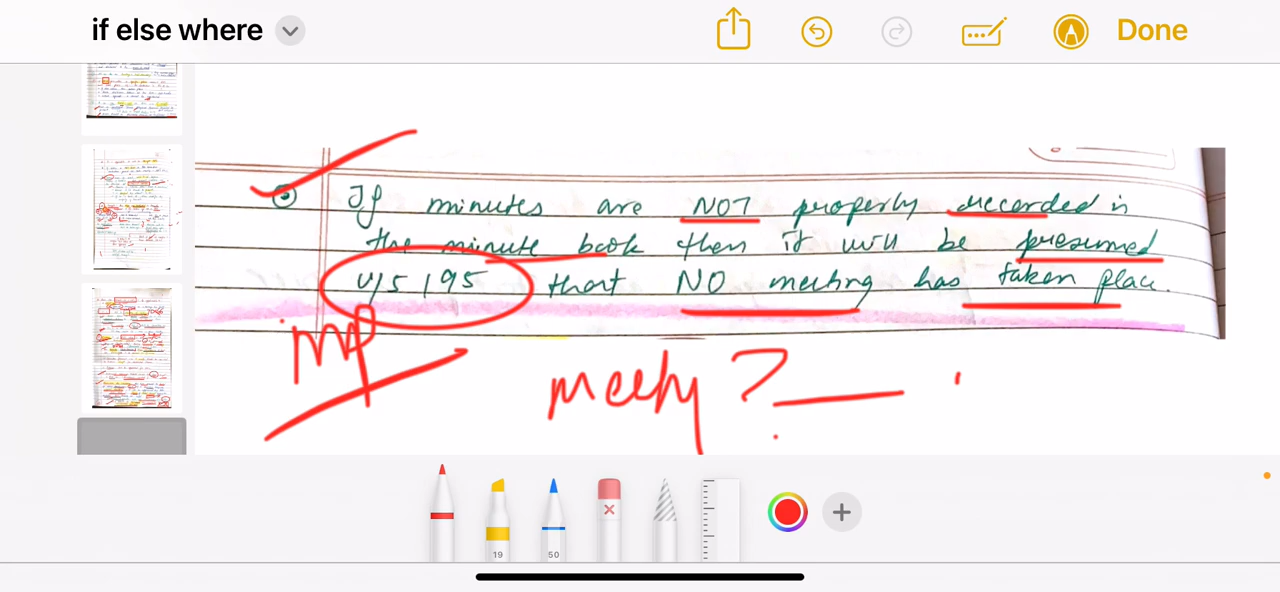 if else where
Done
If minutes are NOT properly recorded in
the minute book then it will be presumed
u/s 195 that NO meeting has taken place.
imp
meeting ?
19
50